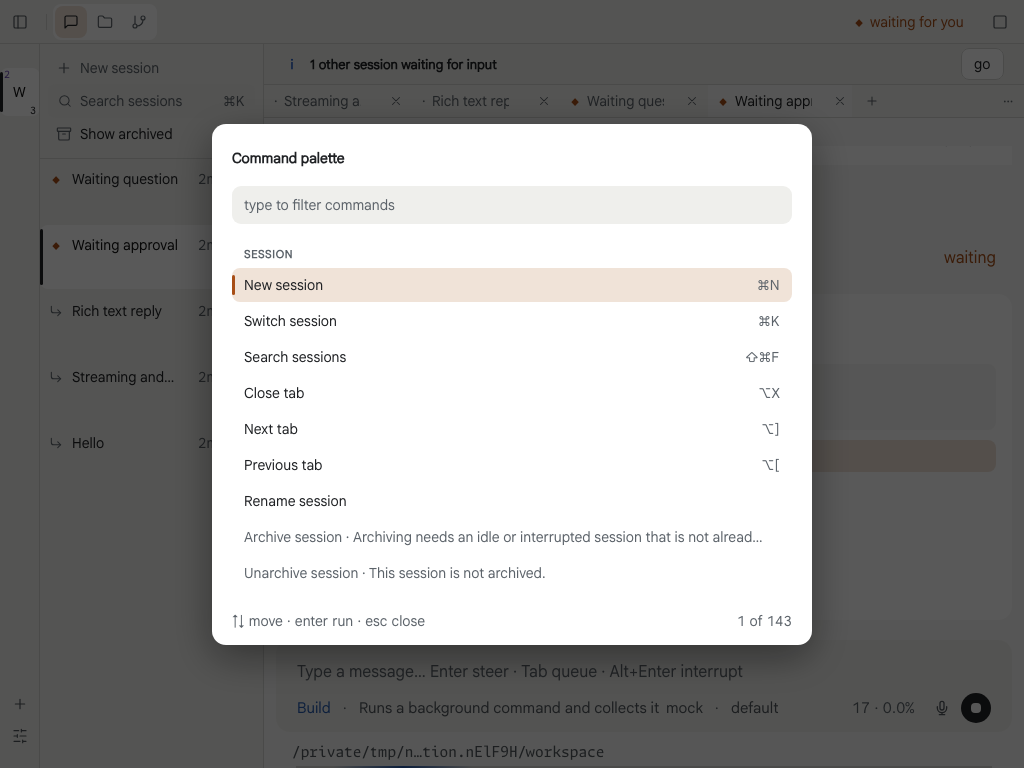 waiting for you
2
W
3
New session
Search sessions ⌘K
Show archived
Waiting question
Waiting approval
Rich text reply
Streaming and...
Hello
i 1 other session waiting for input go
Streaming a
Rich text rep
Waiting ques
Waiting appr
waiting
Command palette
type to filter commands
SESSION
New session ⌘N
Switch session ⌘K
Search sessions ⇧⌘F
Close tab ⌥X
Next tab ⌥]
Previous tab ⌥[
Rename session
Archive session · Archiving needs an idle or interrupted session that is not alread...
Unarchive session · This session is not archived.
↑↓ move · enter run · esc close 1 of 143
Type a message... Enter steer · Tab queue · Alt+Enter interrupt
Build · Runs a background command and collects it mock · default 17 · 0.0%
/private/tmp/n…tion.nElF9H/workspace